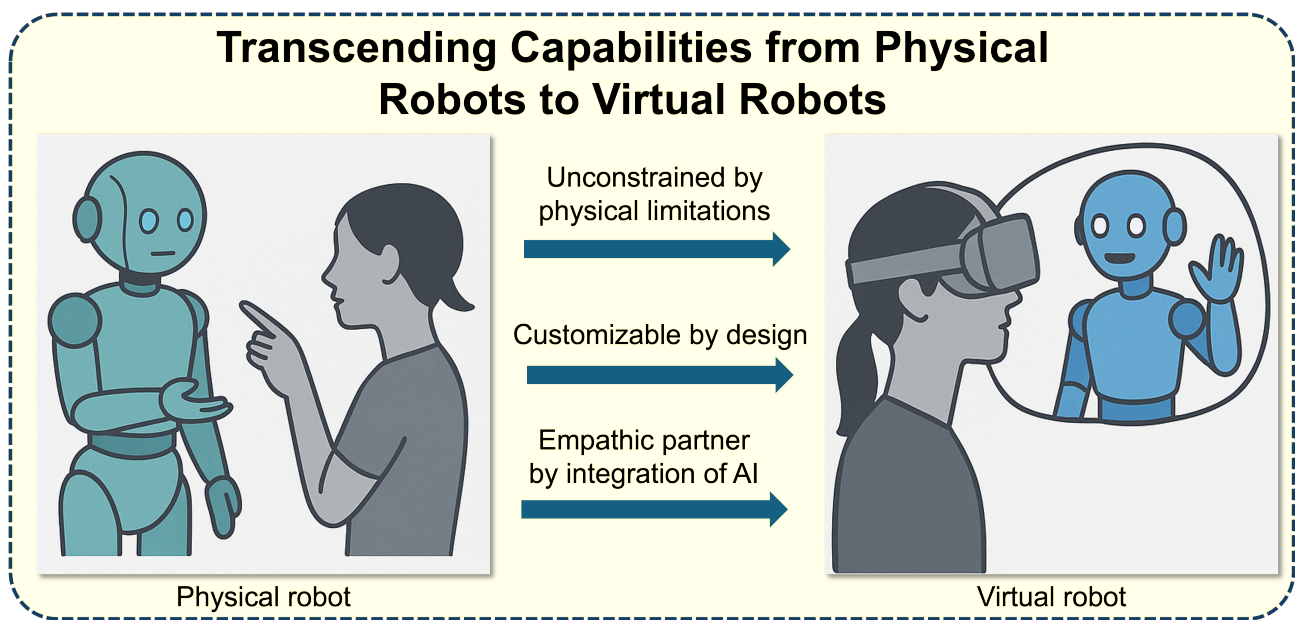 Transcending Capabilities from Physical
Robots to Virtual Robots
Unconstrained by
physical limitations
Customizable by design
Empathic partner
by integration of AI
Physical robot
Virtual robot